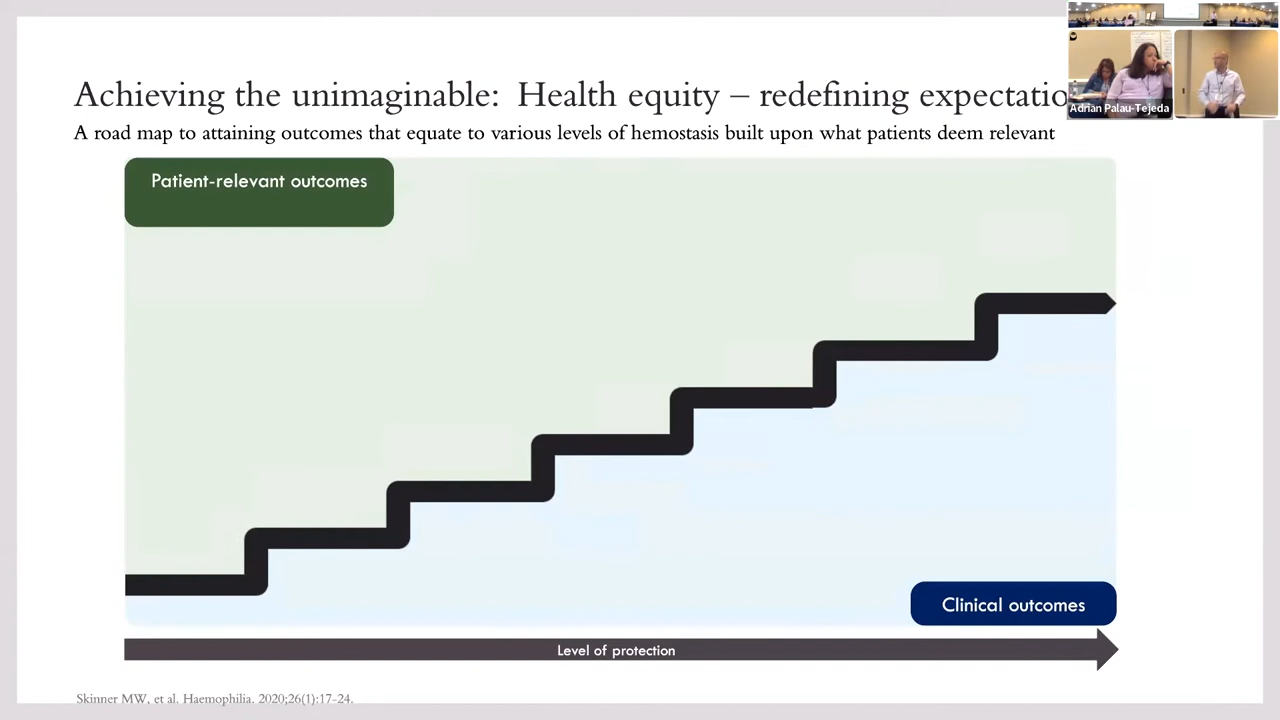 Achieving the unimaginable: Health equity – redefining expectatio
A road map to attaining outcomes that equate to various levels of hemostasis built upon what patients deem relevant
Adrian Palau-Tejeda
Patient-relevant outcomes
Clinical outcomes
Level of protection
Skinner MW, et al. Haemophilia. 2020;26(1):17-24.